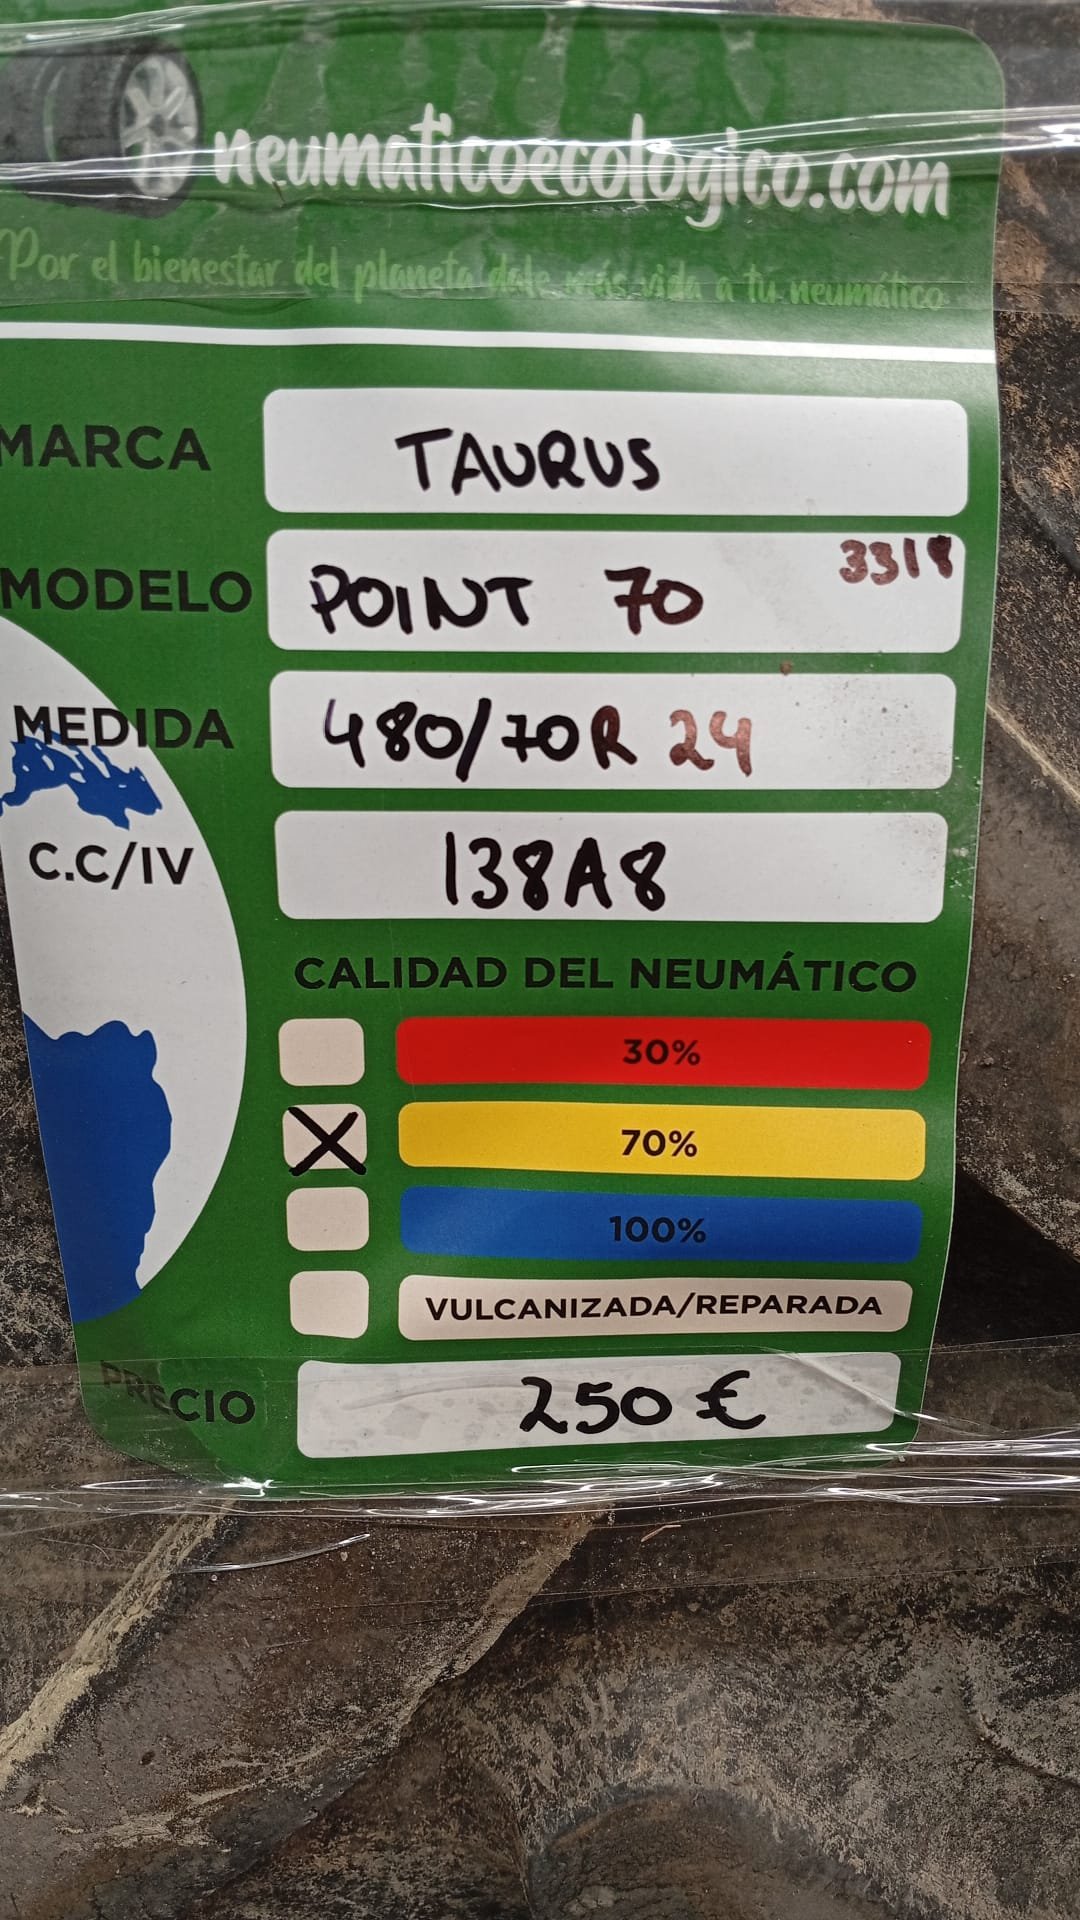 neumaticoecologico.com
Por el bienestar del planeta dale más vida a tu neumático
MARCA TAURUS
MODELO POINT 70 3318
MEDIDA 480/70R 24
C.C/IV 138A8
CALIDAD DEL NEUMÁTICO
30%
X 70%
100%
VULCANIZADA/REPARADA
PRECIO 250 €